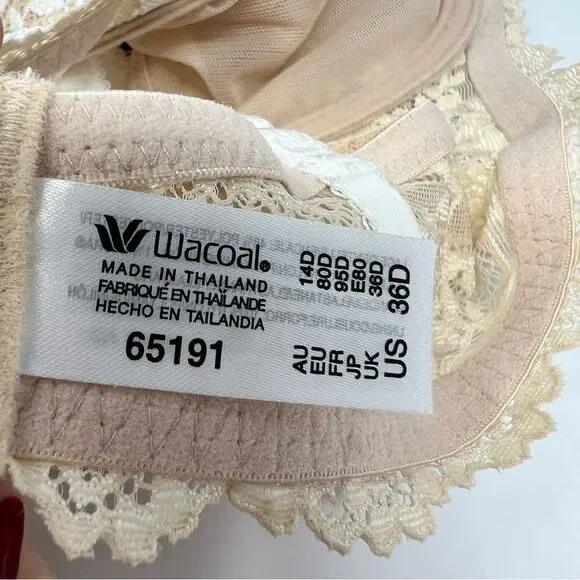 Wacoal®
MADE IN THAILAND
FABRIQUÉ EN THAÏLANDE
HECHO EN TAILANDIA
65191
AU 14D
EU 80D
FR 95D
JP E80
UK 36D
US 36D